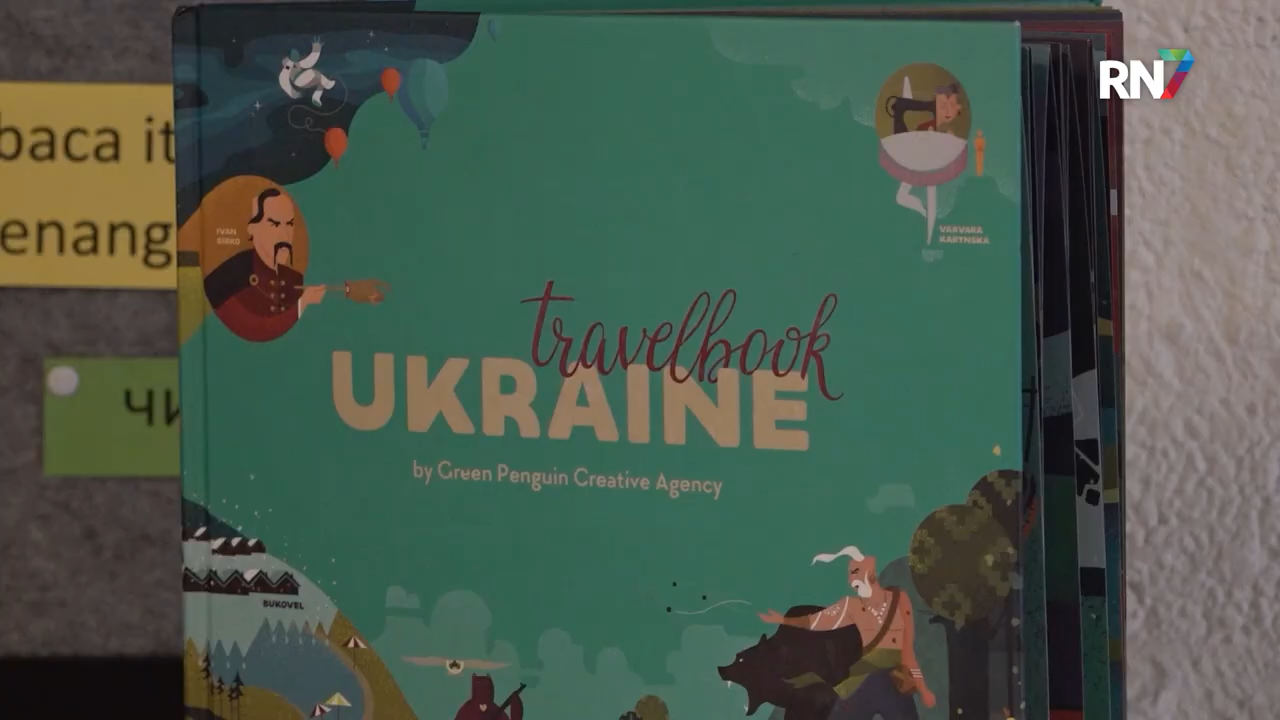 RN7
baca it
enang
чи
IVAN
SIRKO
VARVARA
KARYNSKA
travelbook
UKRAINE
by Green Penguin Creative Agency
BUKOVEL